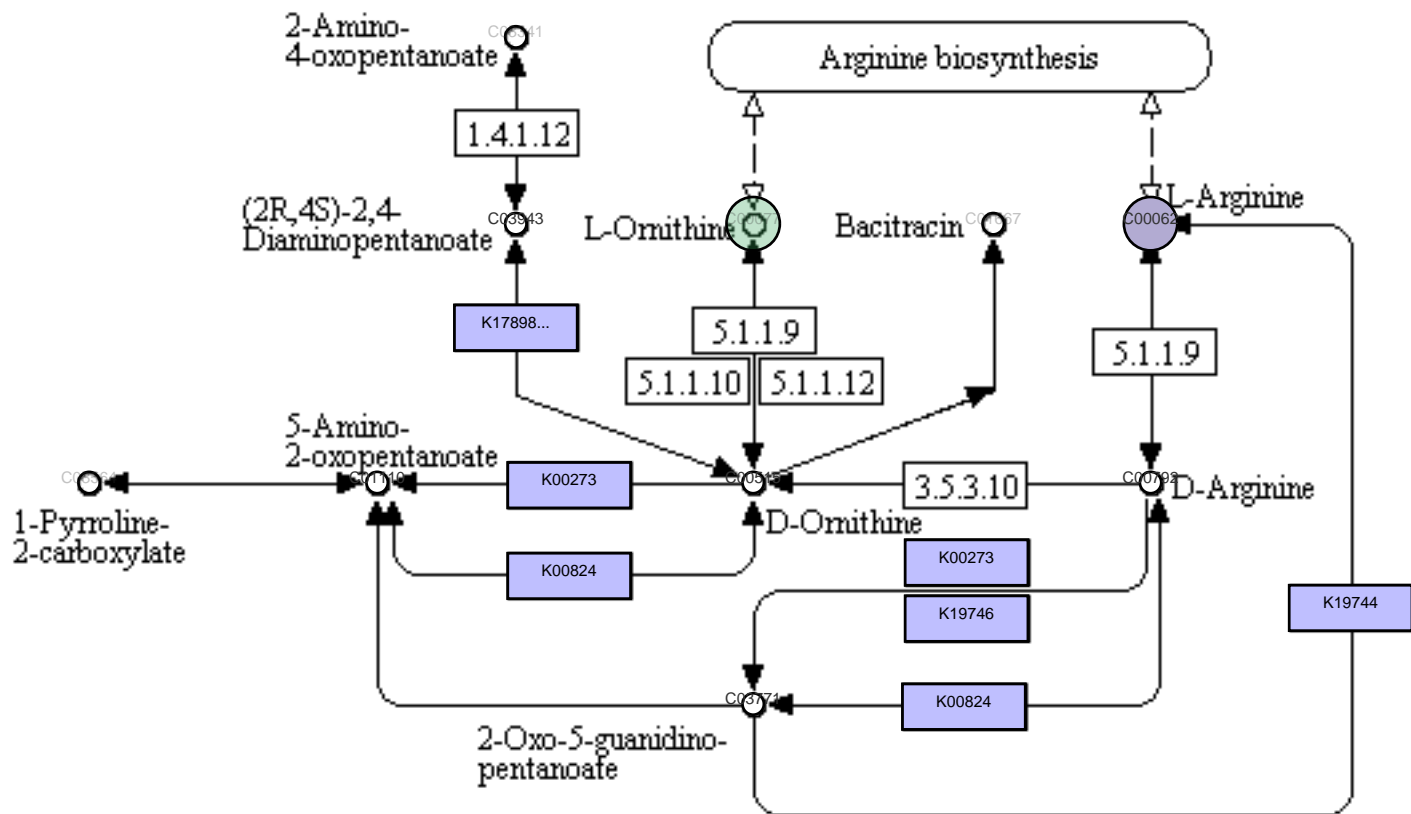 2-Amino-
4-oxopentanoate
Arginine biosynthesis
1.4.1.12
(2R,4S)-2,4-
Diaminopentanoate
C03943
L-Ornithine
Bacitracin
L-Arginine
C00062
K17898...
5.1.1.9
5.1.1.10
5.1.1.12
5.1.1.9
5-Amino-
2-oxopentanoate
K00273
C00515
3.5.3.10
C00792
D-Arginine
1-Pyrroline-
2-carboxylate
D-Ornithine
K00824
K00273
K19746
K19744
C03771
K00824
2-Oxo-5-guanidino-
pentanoate